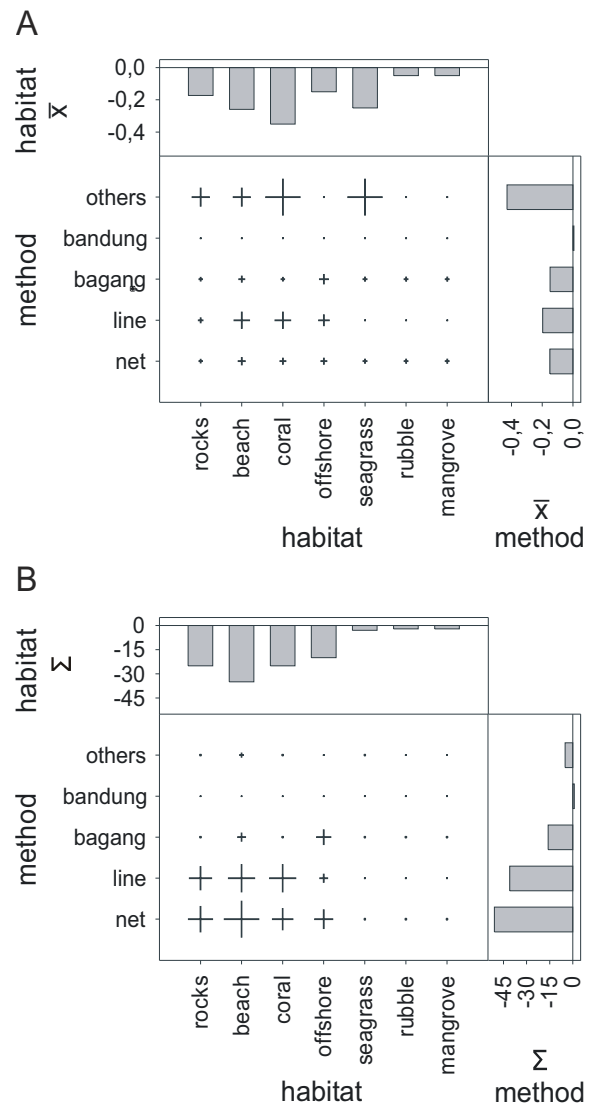 A
habitat
x̄
0,0
-0,2
-0,4
method
others
bandung
bagang
*
line
net
rocks
beach
coral
offshore
seagrass
rubble
mangrove
habitat
-0,4
-0,2
0,0
x̄
method
B
habitat
Σ
0
-15
-30
-45
method
others
bandung
bagang
line
net
rocks
beach
coral
offshore
seagrass
rubble
mangrove
habitat
-45
-30
-15
0
Σ
method